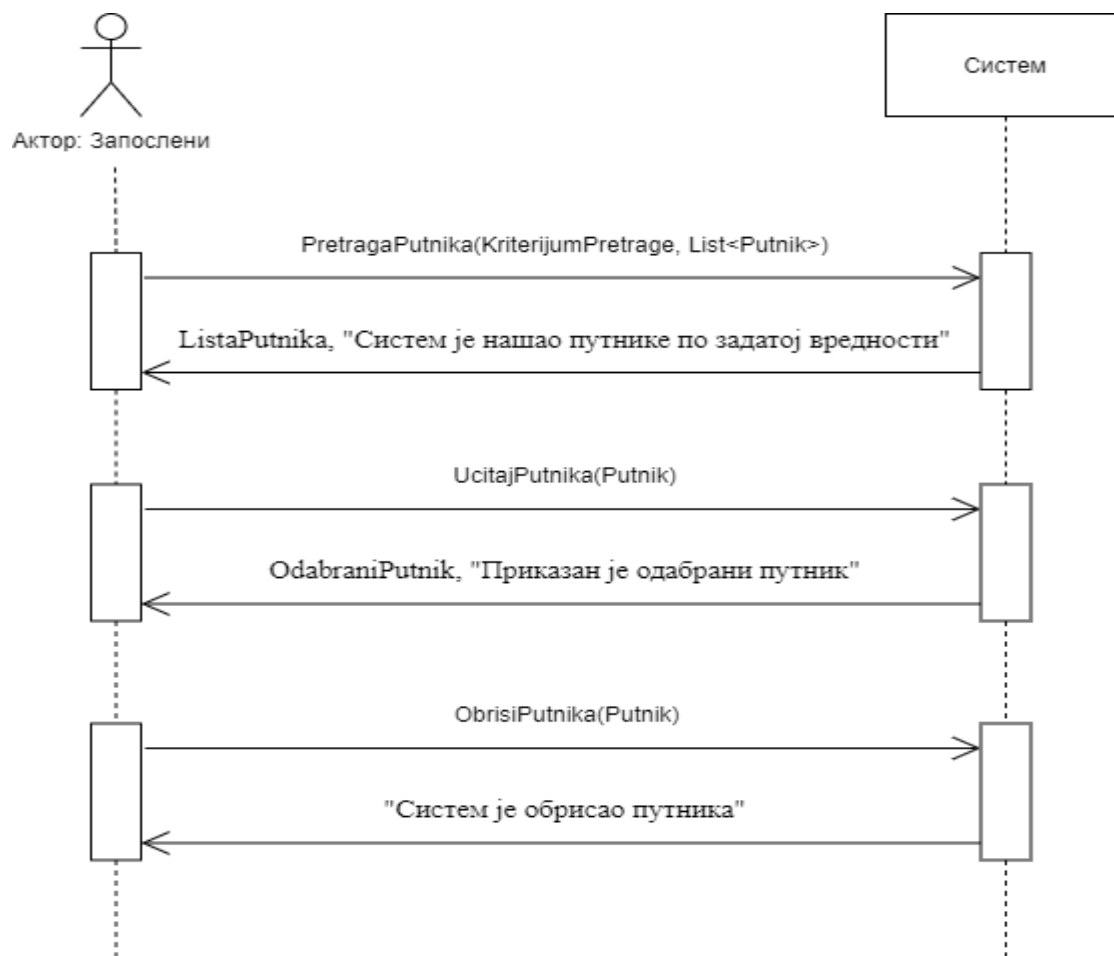 Систем
Актор: Запослени
PretragaPutnika(KriterijumPretrage, List<Putnik>)
ListaPutnika, "Систем је нашао путнике по задатој вредности"
UcitajPutnika(Putnik)
OdabraniPutnik, "Приказан је одабрани путник"
ObrisiPutnika(Putnik)
"Систем је обрисао путника"